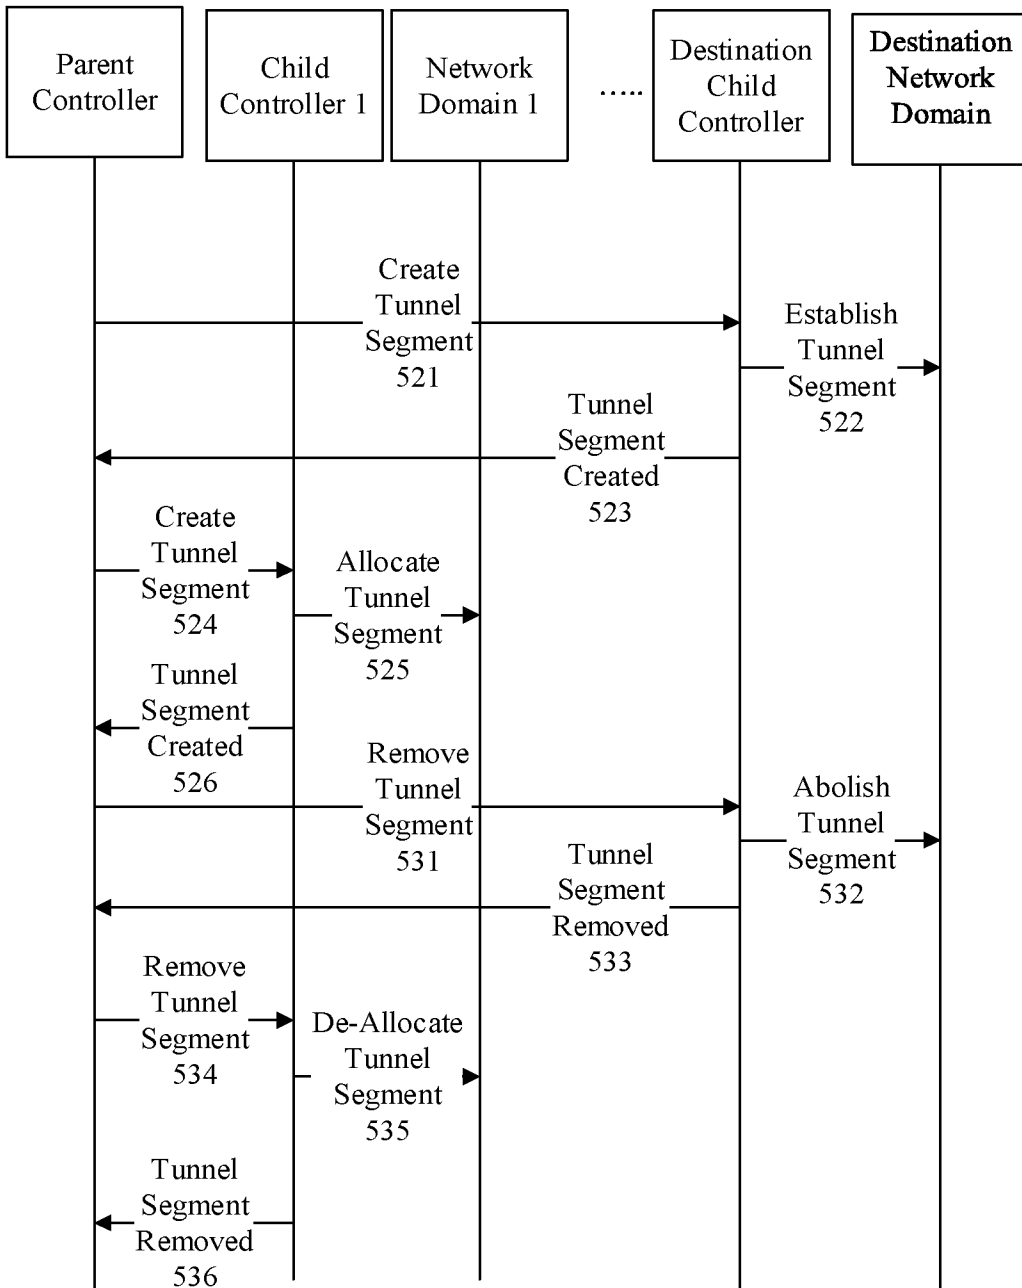 Parent
Controller
Child
Controller 1
Network
Domain 1
.....
Destination
Child
Controller
Destination
Network
Domain
Create
Tunnel
Segment
521
Establish
Tunnel
Segment
522
Tunnel
Segment
Created
523
Create
Tunnel
Segment
524
Allocate
Tunnel
Segment
525
Tunnel
Segment
Created
526
Remove
Tunnel
Segment
531
Abolish
Tunnel
Segment
532
Tunnel
Segment
Removed
533
Remove
Tunnel
Segment
534
De-Allocate
Tunnel
Segment
535
Tunnel
Segment
Removed
536